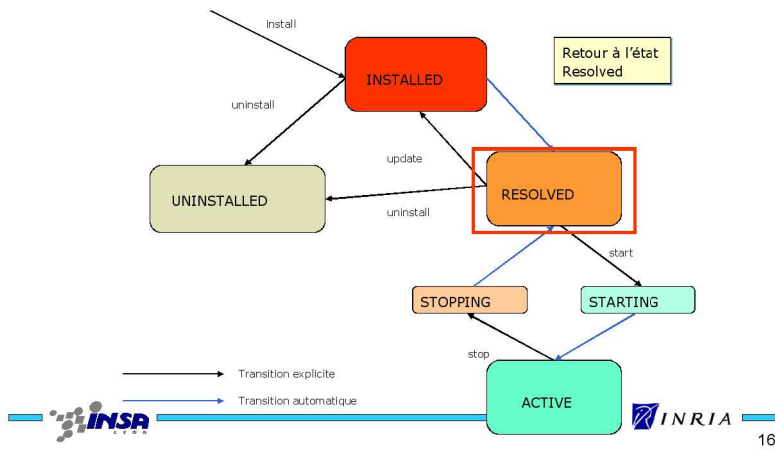 install
INSTALLED
Retour à l'état
Resolved
uninstall
update
UNINSTALLED
RESOLVED
uninstall
start
STOPPING
STARTING
stop
Transition explicite
Transition automatique
ACTIVE
INSA
LYON
INRIA
16